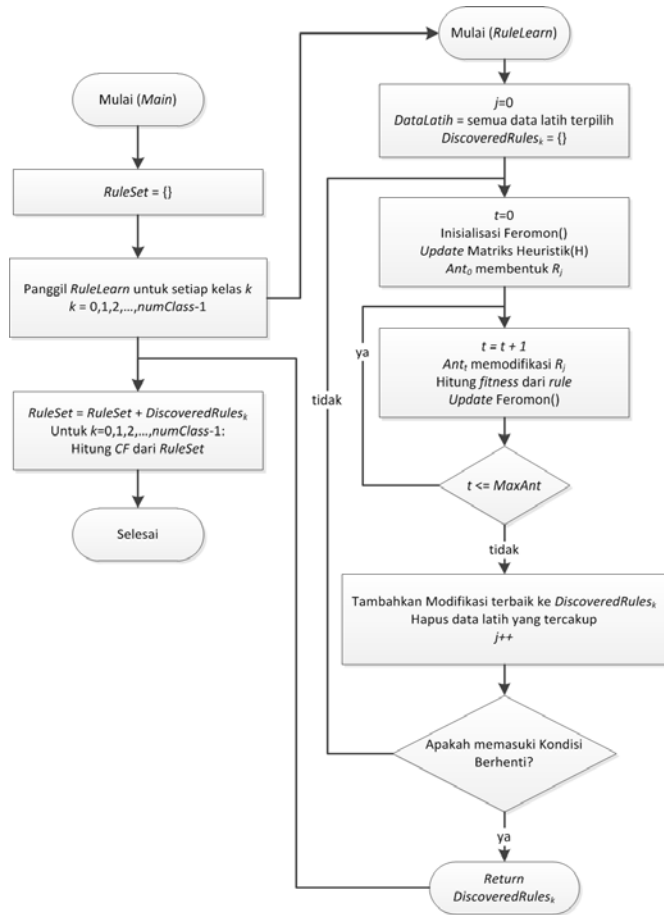 Mulai (Main)
RuleSet = {}
Panggil RuleLearn untuk setiap kelas k
k = 0,1,2,...,numClass-1
RuleSet = RuleSet + DiscoveredRulesk
Untuk k=0,1,2,...,numClass-1:
Hitung CF dari RuleSet
Selesai
Mulai (RuleLearn)
j=0
DataLatih = semua data latih terpilih
DiscoveredRulesk = {}
t=0
Inisialisasi Feromon()
Update Matriks Heuristik(H)
Ant0 membentuk Rj
ya
t = t + 1
Antt memodifikasi Rj
Hitung fitness dari rule
Update Feromon()
tidak
t <= MaxAnt
tidak
Tambahkan Modifikasi terbaik ke DiscoveredRulesk
Hapus data latih yang tercakup
j++
Apakah memasuki Kondisi
Berhenti?
ya
Return
DiscoveredRulesk